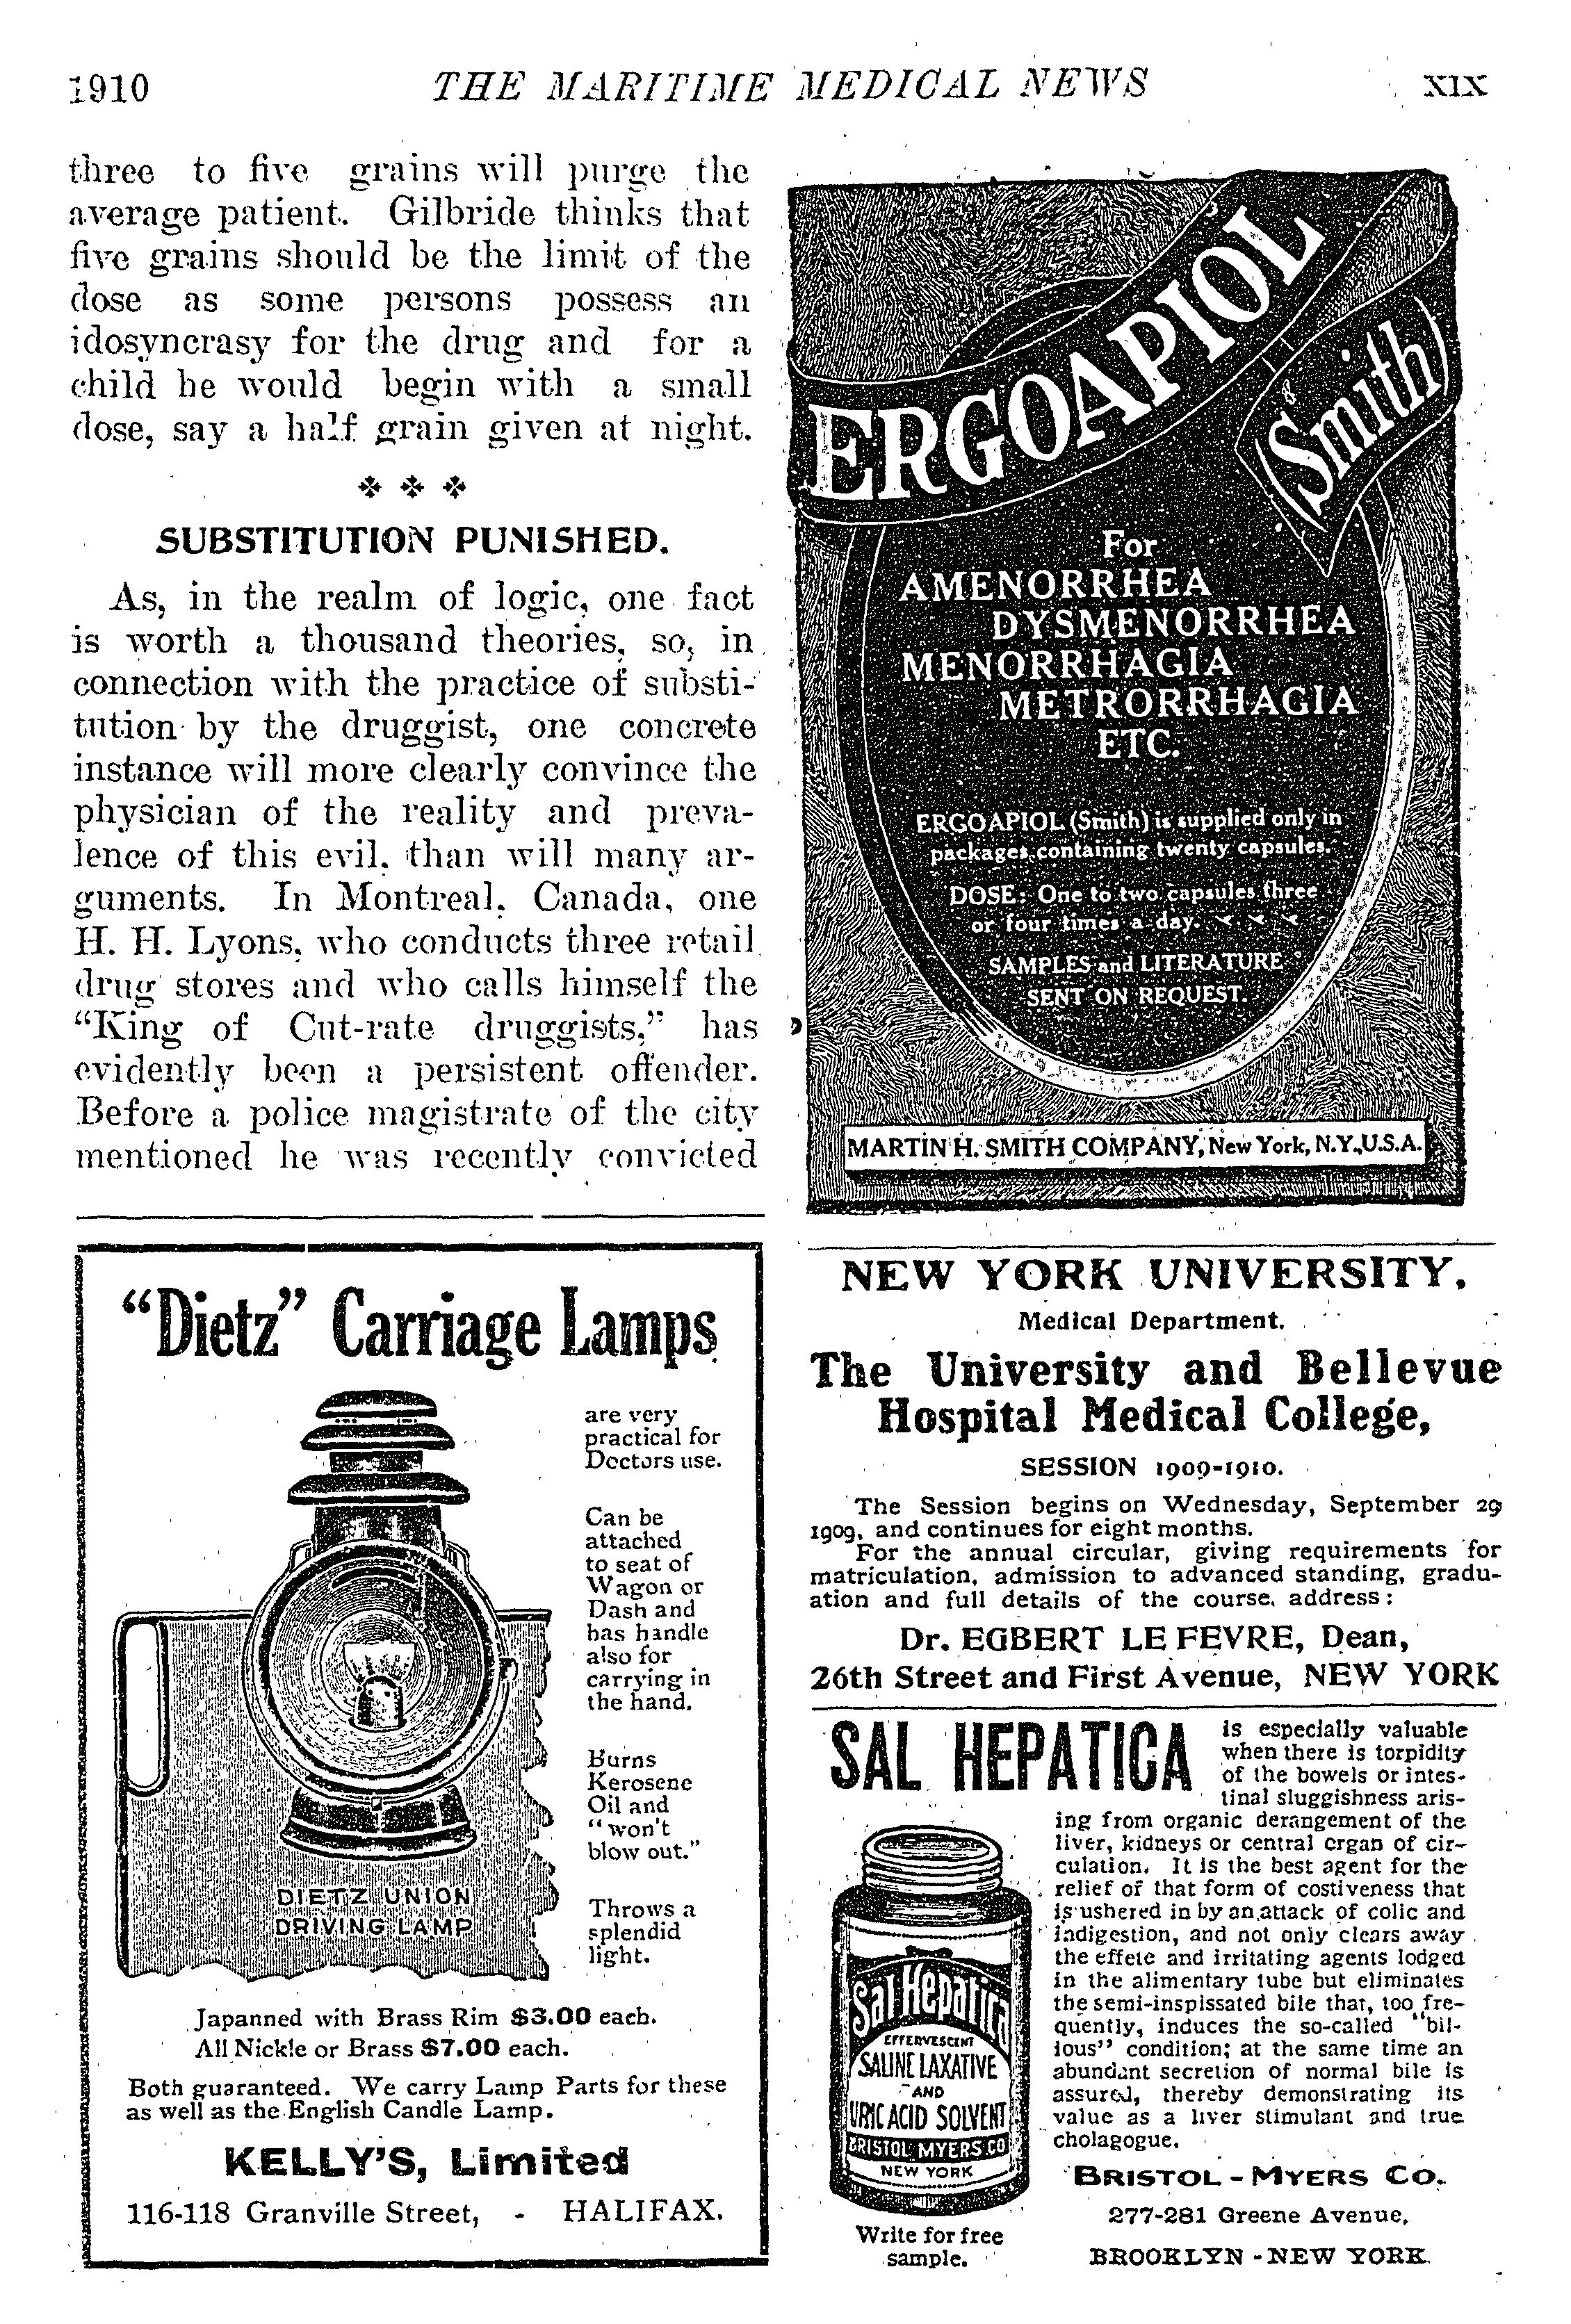 1910 THE MARITIME MEDICAL NEWS XIX
three to five grains will purge the
average patient. Gilbride thinks that
five grains should be the limit of the
dose as some persons possess an
idosyncrasy for the drug and for a
child he would begin with a small
dose, say a half grain given at night.
SUBSTITUTION PUNISHED.
As, in the realm of logic, one fact
is worth a thousand theories, so, in
connection with the practice of substi-
tution by the druggist, one concrete
instance will more clearly convince the
physician of the reality and preva-
lence of this evil, than will many ar-
guments. In Montreal, Canada, one
H. H. Lyons, who conducts three retail
drug stores and who calls himself the
"King of Cut-rate druggists," has
evidently been a persistent offender.
Before a police magistrate of the city
mentioned he was recently convicted
"Dietz" Carriage Lamps
are very
practical for
Doctors use.
Can be
attached
to seat of
Wagon or
Dash and
has handle
also for
carrying in
the hand.
Burns
Kerosene
Oil and
"won't
blow out."
Throws a
splendid
light.
DIETZ UNION
DRIVING LAMP
Japanned with Brass Rim $3.00 each.
All Nickle or Brass $7.00 each.
Both guaranteed. We carry Lamp Parts for these
as well as the English Candle Lamp.
KELLY'S, Limited
116-118 Granville Street, - HALIFAX.
ERGOAPIOL
(Smith)
For
AMENORRHEA
DYSMENORRHEA
MENORRHAGIA
METRORRHAGIA
ETC.
ERGOAPIOL (Smith) is supplied only in
packages containing twenty capsules.
DOSE: One to two capsules three
or four times a day.
SAMPLES and LITERATURE
SENT ON REQUEST.
MARTIN H. SMITH COMPANY, New York, N.Y., U.S.A.
NEW YORK UNIVERSITY.
Medical Department.
The University and Bellevue
Hospital Medical College,
SESSION 1909-1910.
The Session begins on Wednesday, September 29
1909, and continues for eight months.
For the annual circular, giving requirements for
matriculation, admission to advanced standing, gradu-
ation and full details of the course, address:
Dr. EGBERT LE FEVRE, Dean,
26th Street and First Avenue, NEW YORK
SAL HEPATICA
is especially valuable
when there is torpidity
of the bowels or intes-
tinal sluggishness aris-
ing from organic derangement of the
liver, kidneys or central organ of cir-
culation. It is the best agent for the
relief of that form of costiveness that
is ushered in by an attack of colic and
indigestion, and not only clears away
the effete and irritating agents lodged
in the alimentary tube but eliminates
the semi-inspissated bile that, too fre-
quently, induces the so-called "bil-
ious" condition; at the same time an
abundant secretion of normal bile is
assured, thereby demonstrating its
value as a liver stimulant and true
cholagogue.
Sal Hepatica
EFFERVESCENT
SALINE LAXATIVE
AND
URIC ACID SOLVENT
BRISTOL MYERS CO
NEW YORK
Write for free
sample.
BRISTOL-MYERS CO.
277-281 Greene Avenue,
BROOKLYN - NEW YORK.